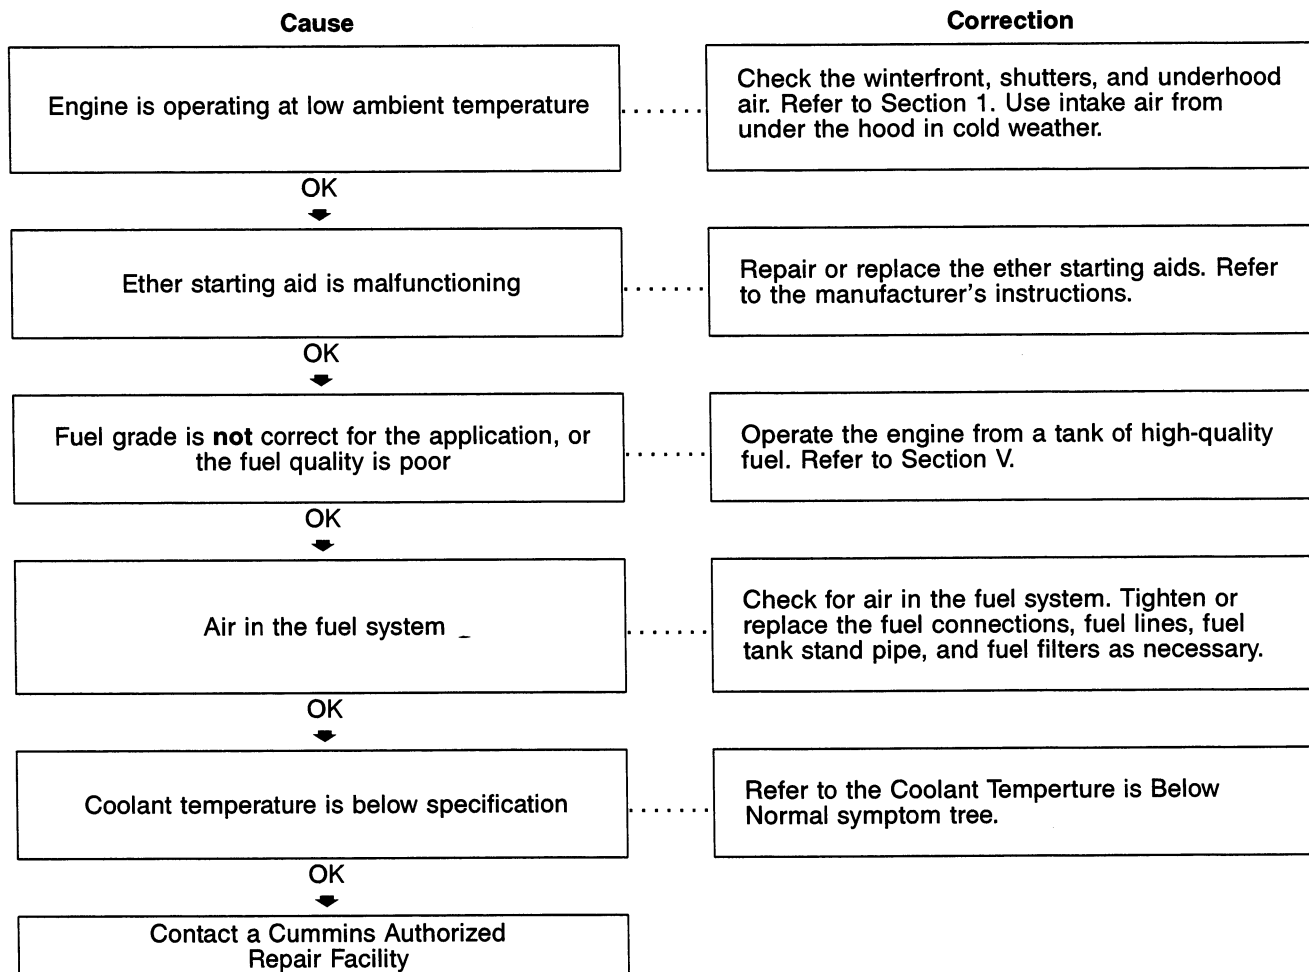 Cause
Correction
Engine is operating at low ambient temperature
. . . . . . .
Check the winterfront, shutters, and underhood
air. Refer to Section 1. Use intake air from
under the hood in cold weather.
OK
Ether starting aid is malfunctioning
. . . . . . .
Repair or replace the ether starting aids. Refer
to the manufacturer's instructions.
OK
Fuel grade is not correct for the application, or
the fuel quality is poor
. . . . . . .
Operate the engine from a tank of high-quality
fuel. Refer to Section V.
OK
Air in the fuel system
. . . . . . .
Check for air in the fuel system. Tighten or
replace the fuel connections, fuel lines, fuel
tank stand pipe, and fuel filters as necessary.
OK
Coolant temperature is below specification
. . . . . . .
Refer to the Coolant Temperture is Below
Normal symptom tree.
OK
Contact a Cummins Authorized
Repair Facility